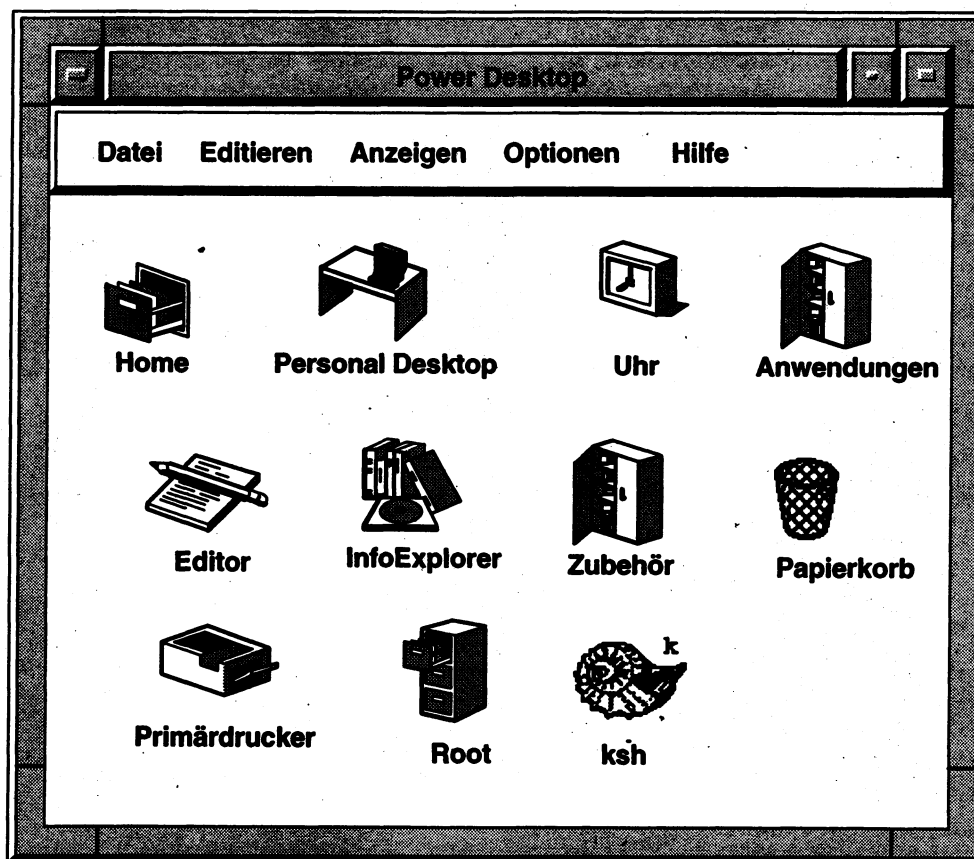 Power Desktop
Datei Editieren Anzeigen Optionen Hilfe
Home Personal Desktop Uhr Anwendungen
Editor InfoExplorer Zubehör Papierkorb
k
Primärdrucker Root ksh